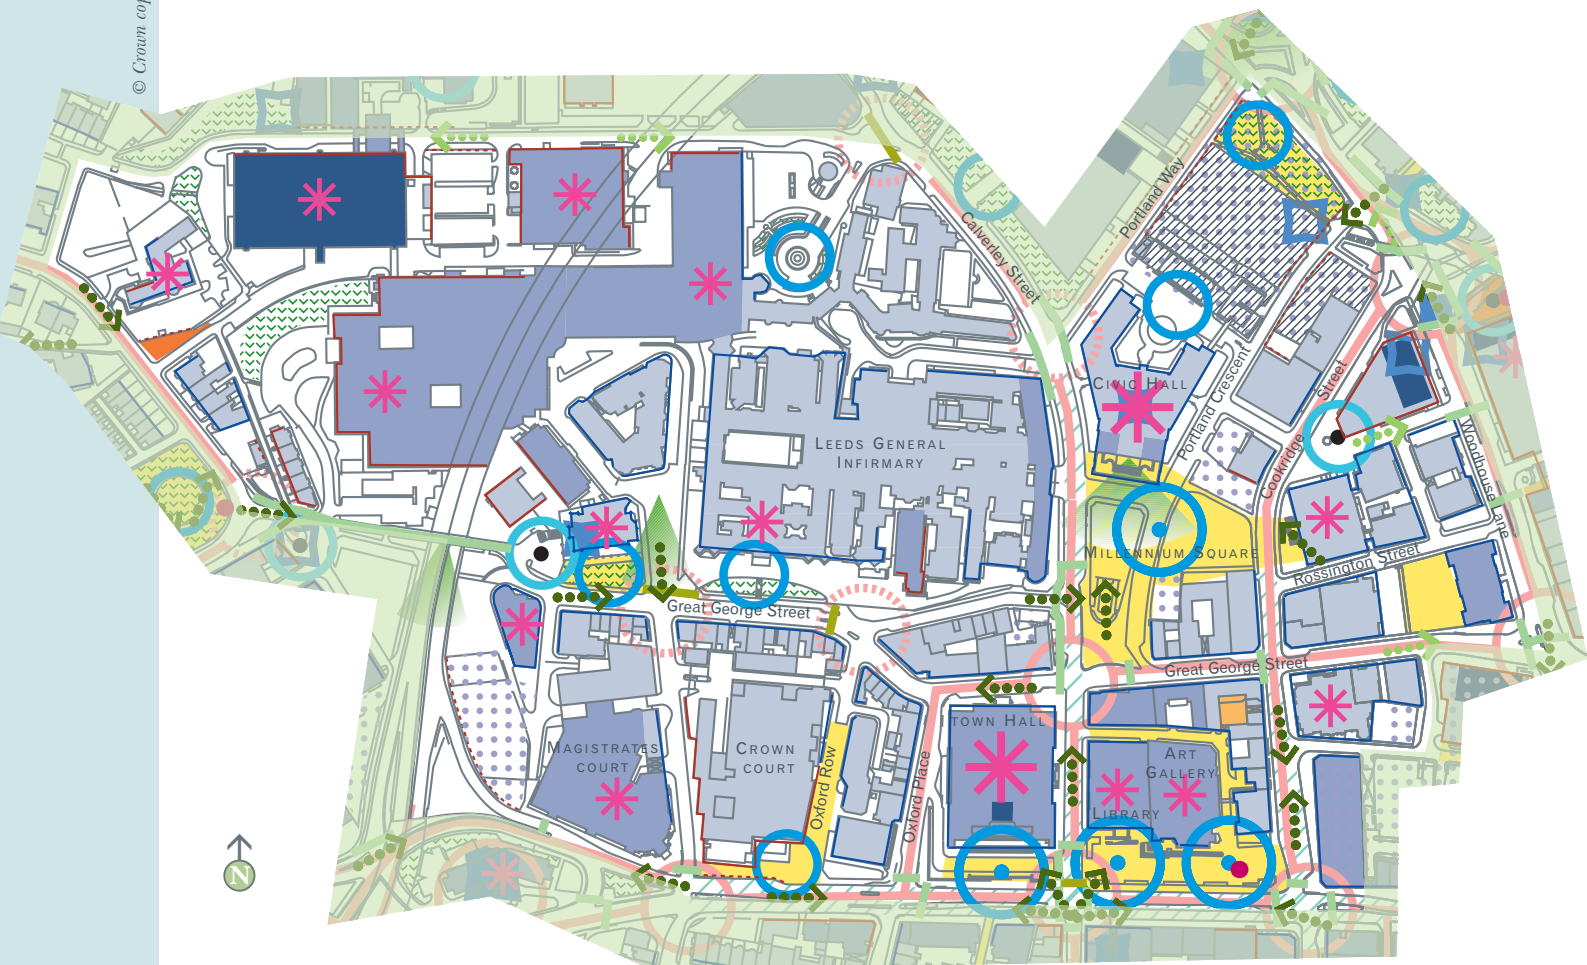 © Crown
Portland Way
Calverley Street
CIVIC HALL
Portland Crescent
Cookridge
Street
Woodhouse
Lane
LEEDS GENERAL
INFIRMARY
MILLENNIUM SQUARE
Rossington Street
Great George Street
Great George Street
TOWN HALL
MAGISTRATES
COURT
CROWN
COURT
Oxford Row
Oxford Place
ART
GALLERY
LIBRARY
N